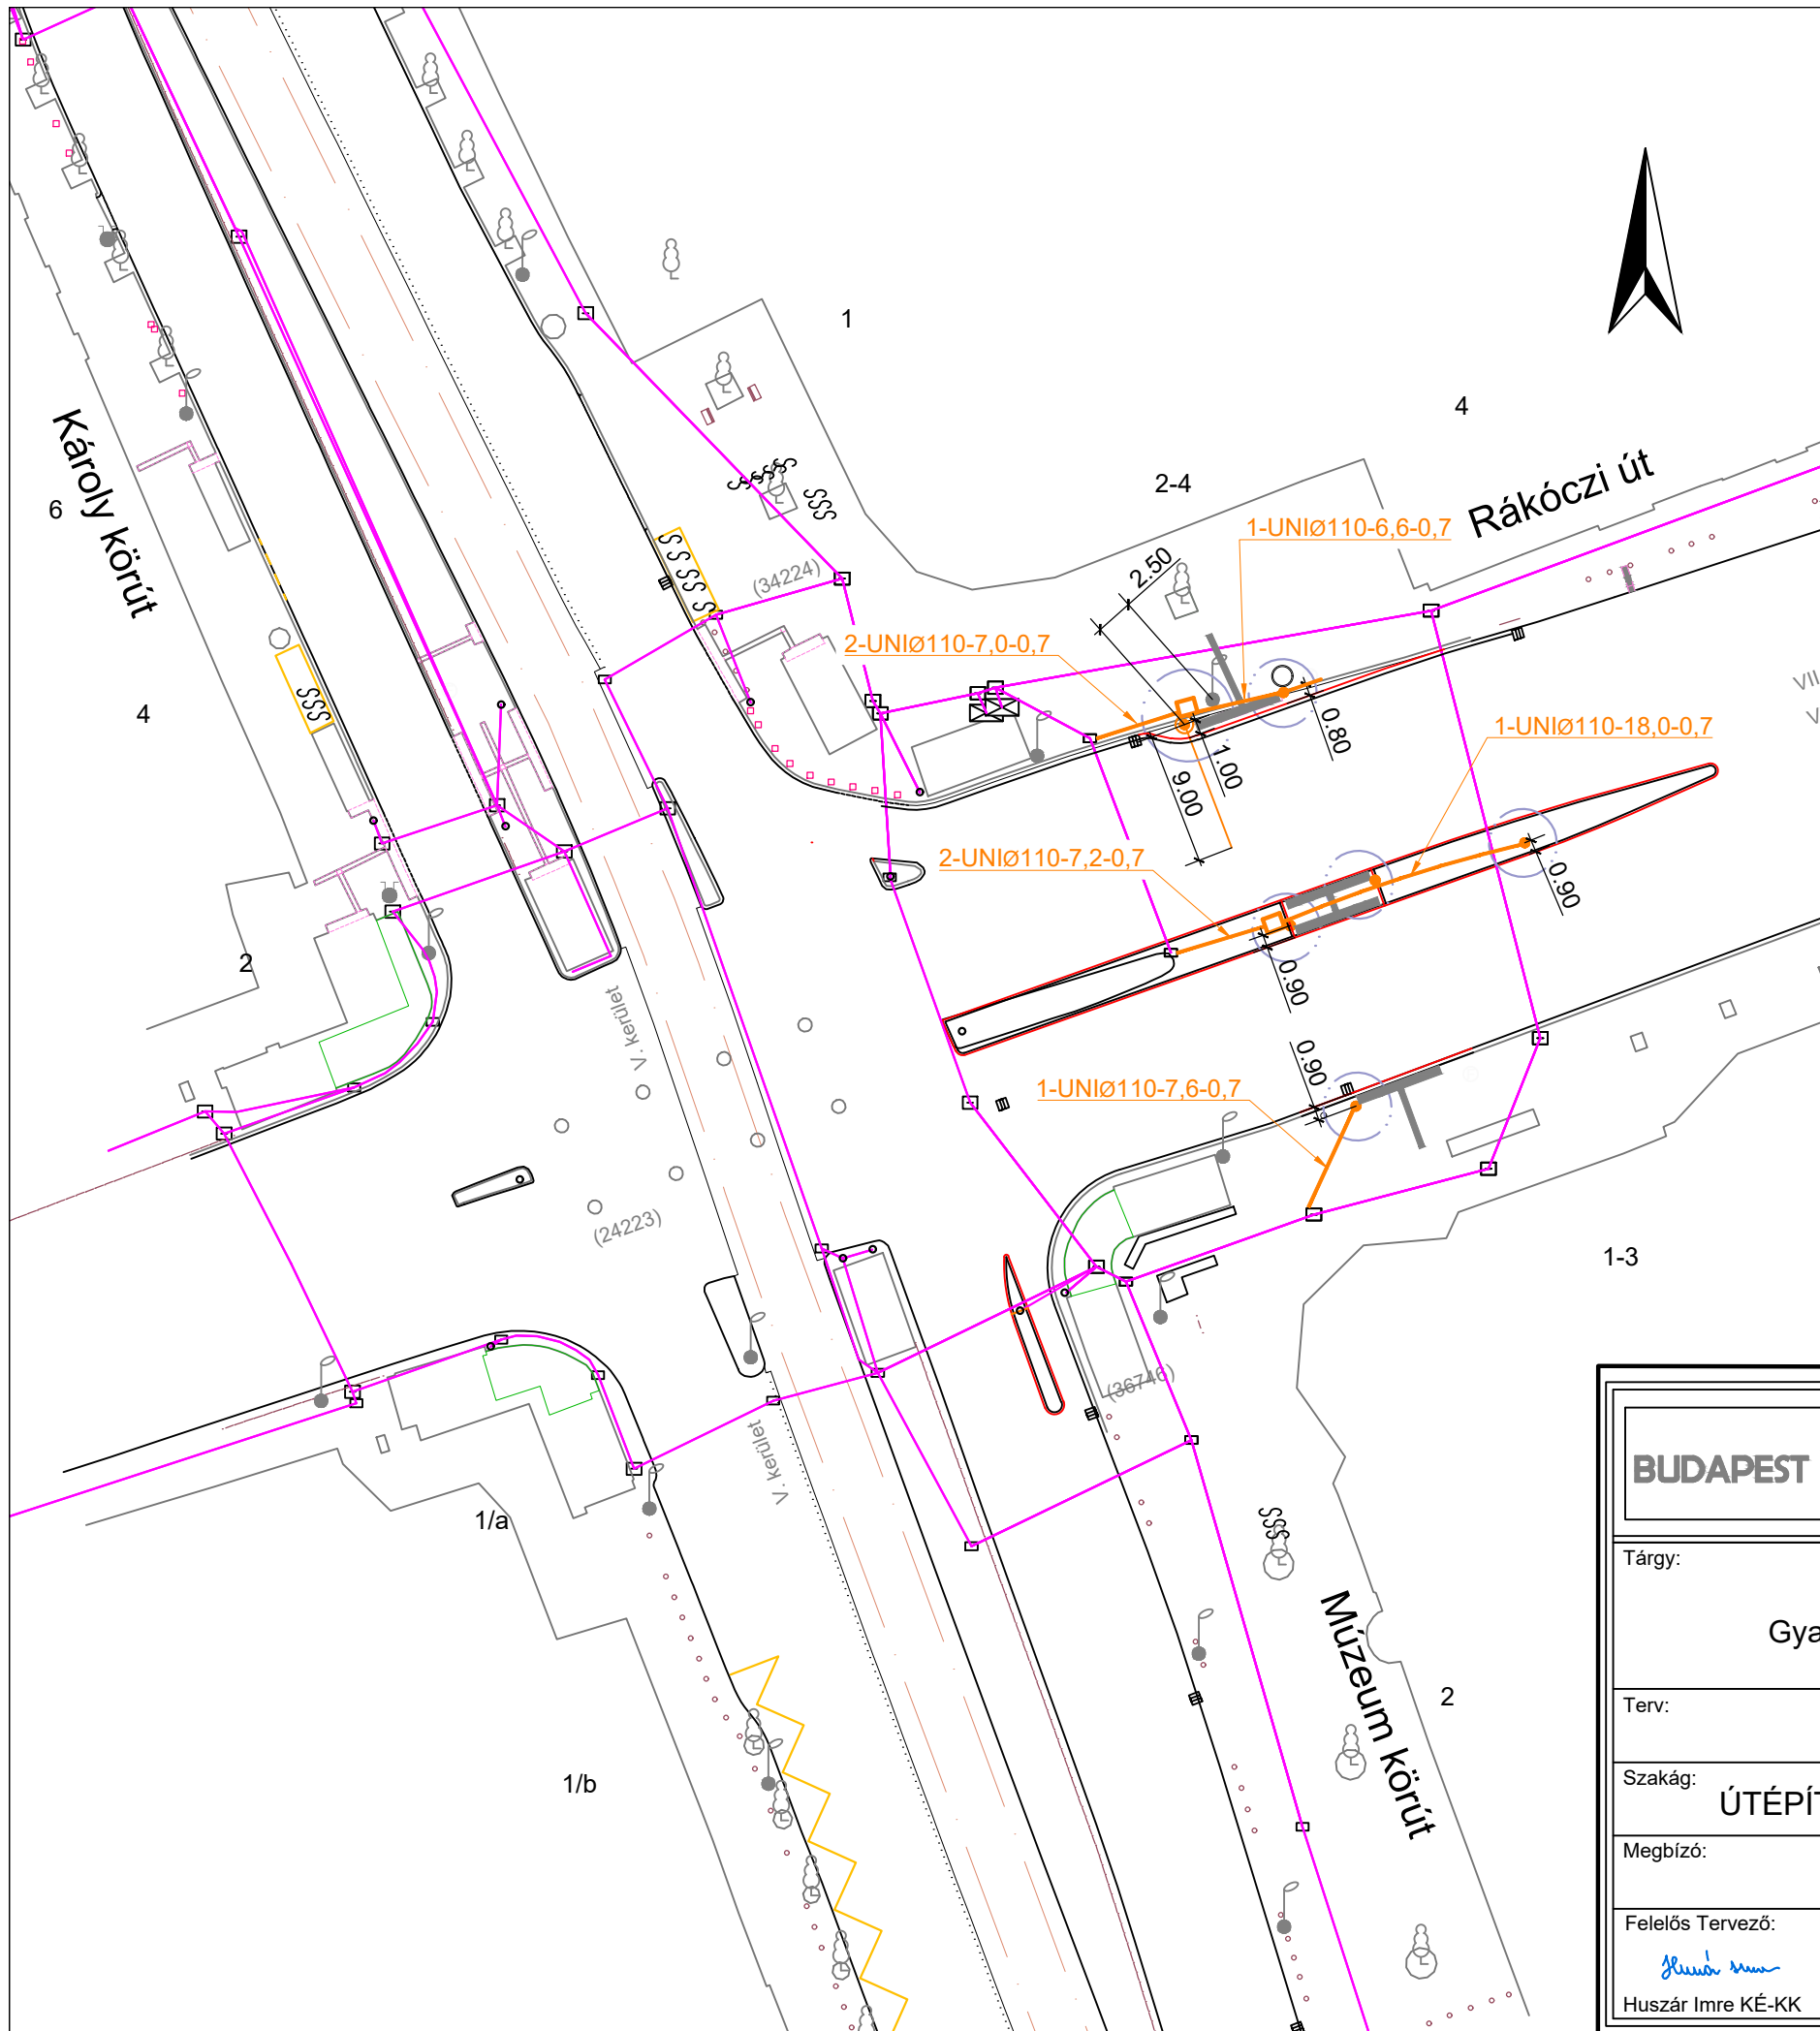 1
4
Károly körút
6
2-4
Rákóczi út
1-UNIØ110-6,6-0,7
2.50
(34224)
2-UNIØ110-7,0-0,7
4
VII
V
0.80
1-UNIØ110-18,0-0,7
1.00
9.00
2-UNIØ110-7,2-0,7
0.90
2
0.90
V. kerület
0.90
1-UNIØ110-7,6-0,7
(24223)
1-3
(36746)
V. kerület
1/a
BUDAPEST
Tárgy:
Gya
Múzeum körút
2
Terv:
1/b
Szakág:
ÚTÉPÍT
Megbízó:
Felelős Tervező:
Huszár Imre KÉ-KK